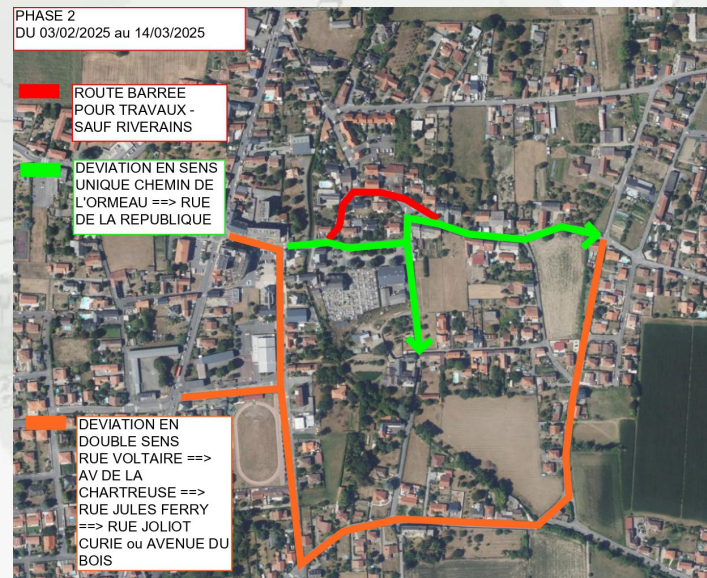 PHASE 2
DU 03/02/2025 au 14/03/2025
ROUTE BARREE
POUR TRAVAUX -
SAUF RIVERAINS
DEVIATION EN SENS
UNIQUE CHEMIN DE
L'ORMEAU ==> RUE
DE LA REPUBLIQUE
DEVIATION EN
DOUBLE SENS
RUE VOLTAIRE ==>
AV DE LA
CHARTREUSE ==>
RUE JULES FERRY
==> RUE JOLIOT
CURIE ou AVENUE DU
BOIS